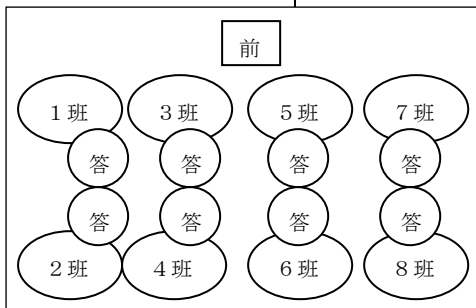 前
１班 ３班 ５班 ７班
答 答 答 答
答 答 答 答
２班 ４班 ６班 ８班